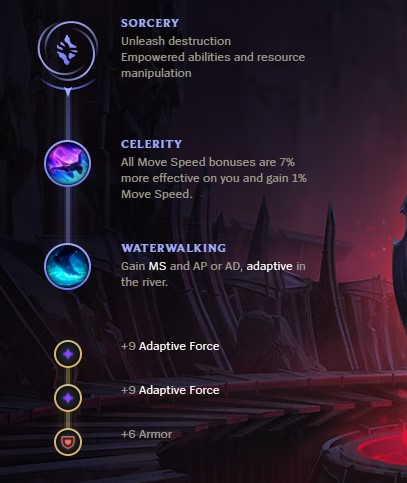 SORCERY
Unleash destruction
Empowered abilities and resource
manipulation
CELERITY
All Move Speed bonuses are 7%
more effective on you and gain 1%
Move Speed.
WATERWALKING
Gain MS and AP or AD, adaptive in
the river.
+9 Adaptive Force
+9 Adaptive Force
+6 Armor